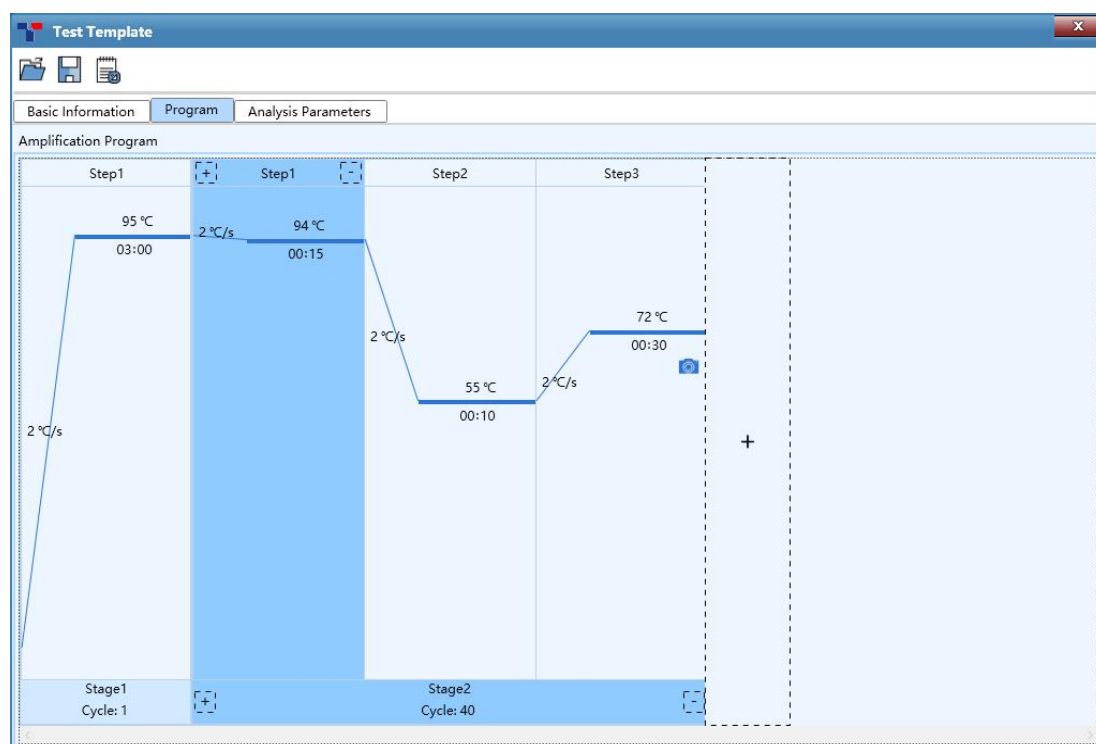 Test Template
x
Basic Information Program Analysis Parameters
Amplification Program
Step1 + Step1 - Step2 Step3
95 ℃
03:00
2 ℃/s
94 ℃
00:15
2 ℃/s
72 ℃
00:30
55 ℃
00:10
2 ℃/s
2 ℃/s
+
Stage1
Cycle: 1
+
Stage2
Cycle: 40
-